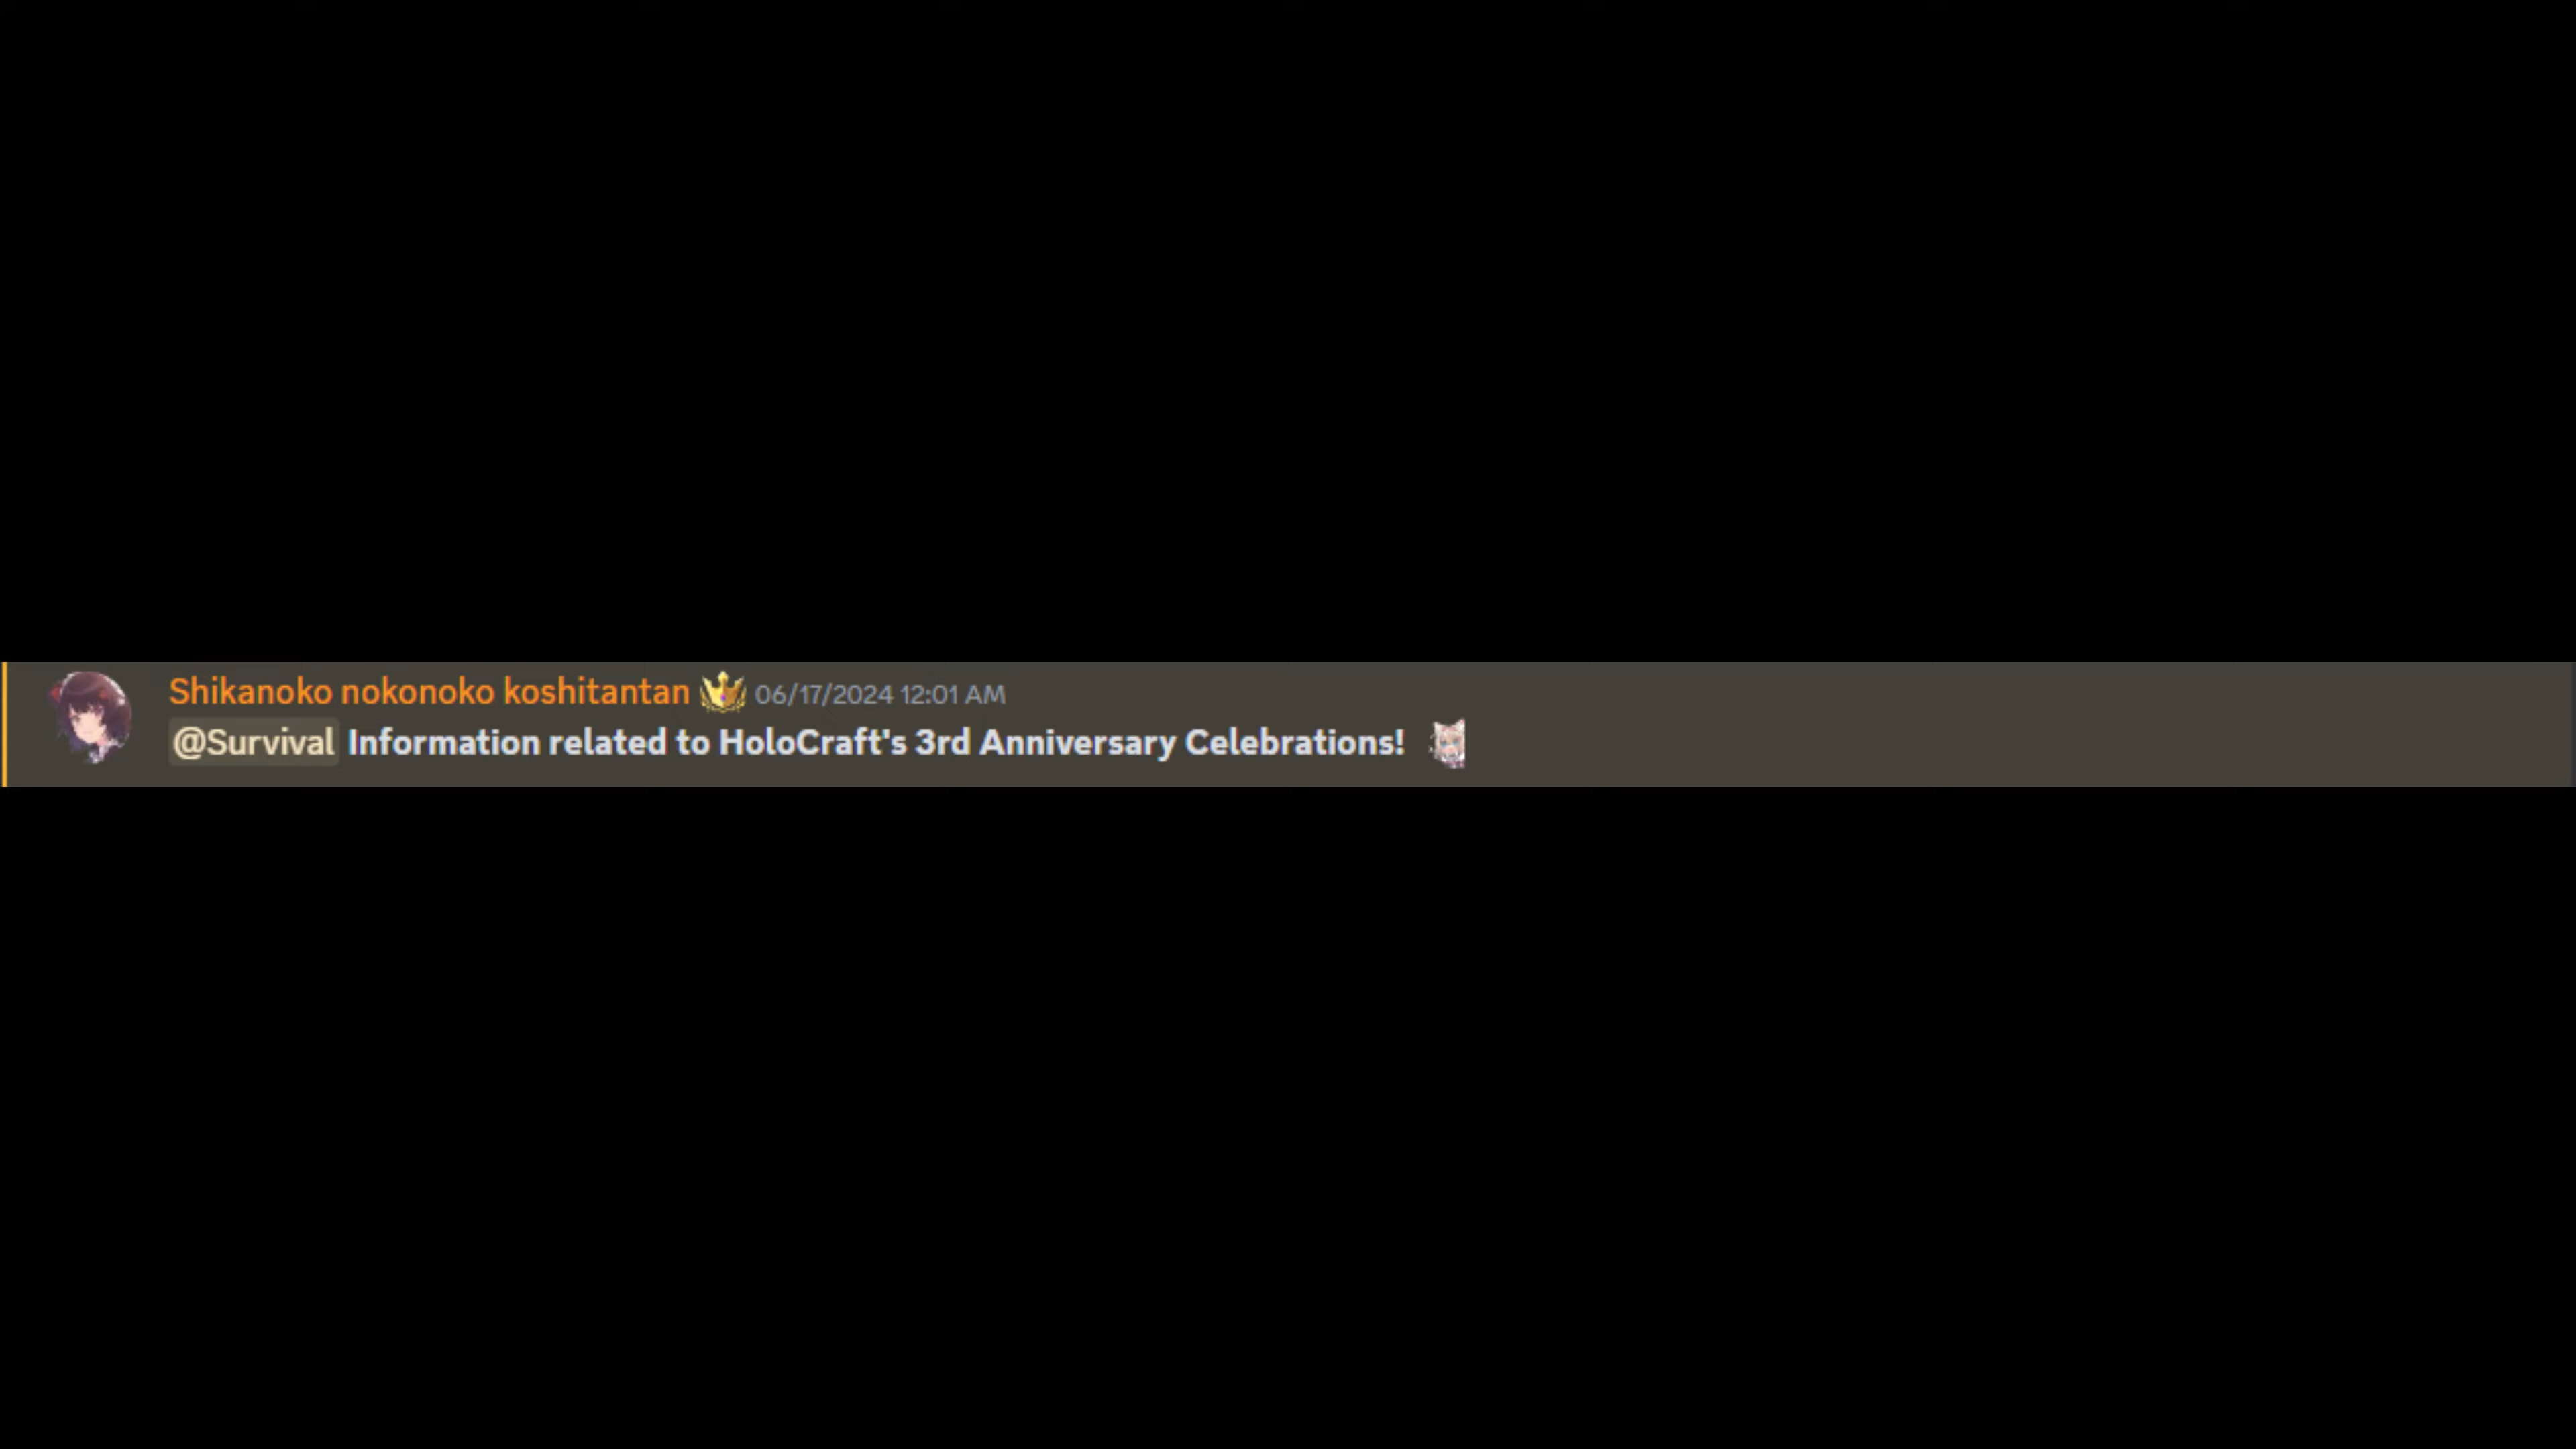 Shikanoko nokonoko koshitantan 06/17/2024 12:01 AM
@Survival Information related to HoloCraft's 3rd Anniversary Celebrations!